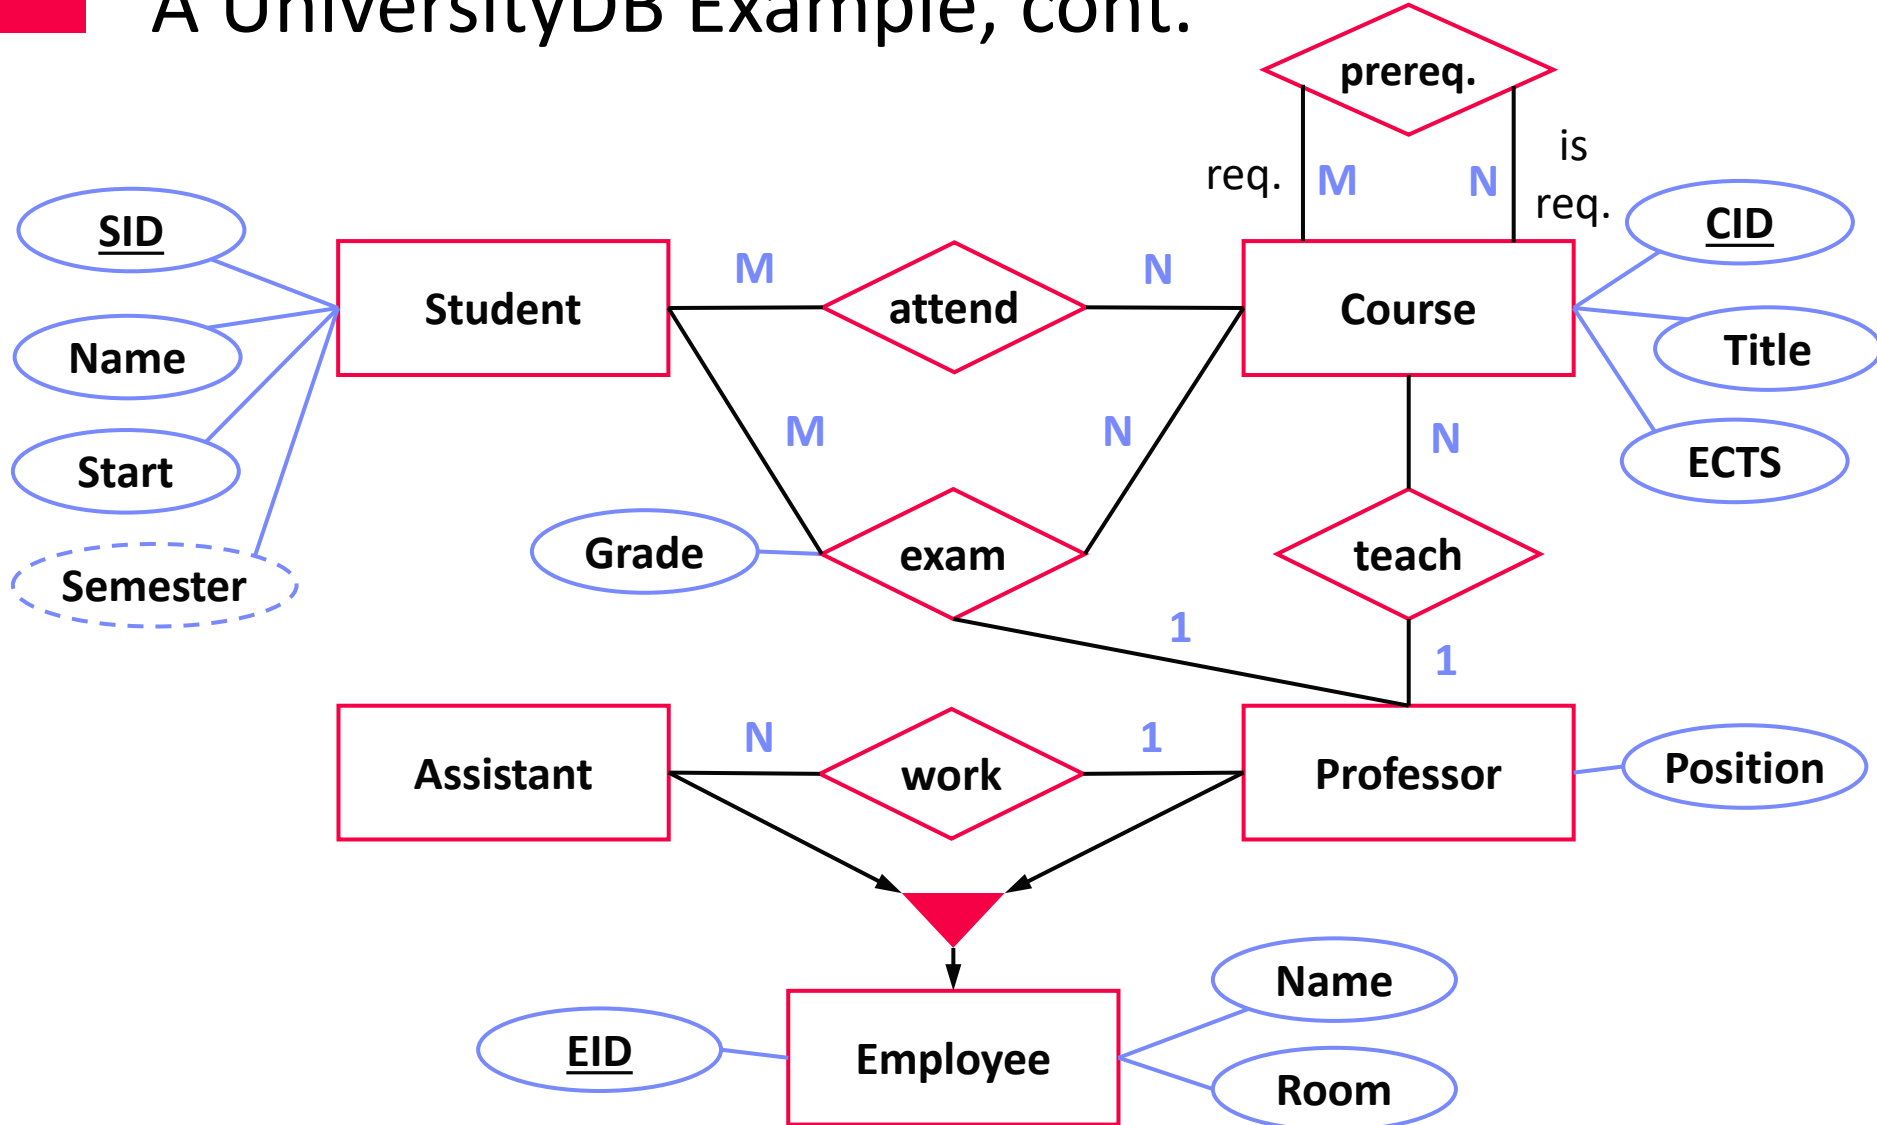 A UniversityDB Example, cont.
prereq.
req.
M
N
is
req.
SID
Name
Start
Semester
Student
M
attend
N
Course
CID
Title
ECTS
M
N
N
Grade
exam
teach
1
1
Assistant
N
work
1
Professor
Position
EID
Employee
Name
Room